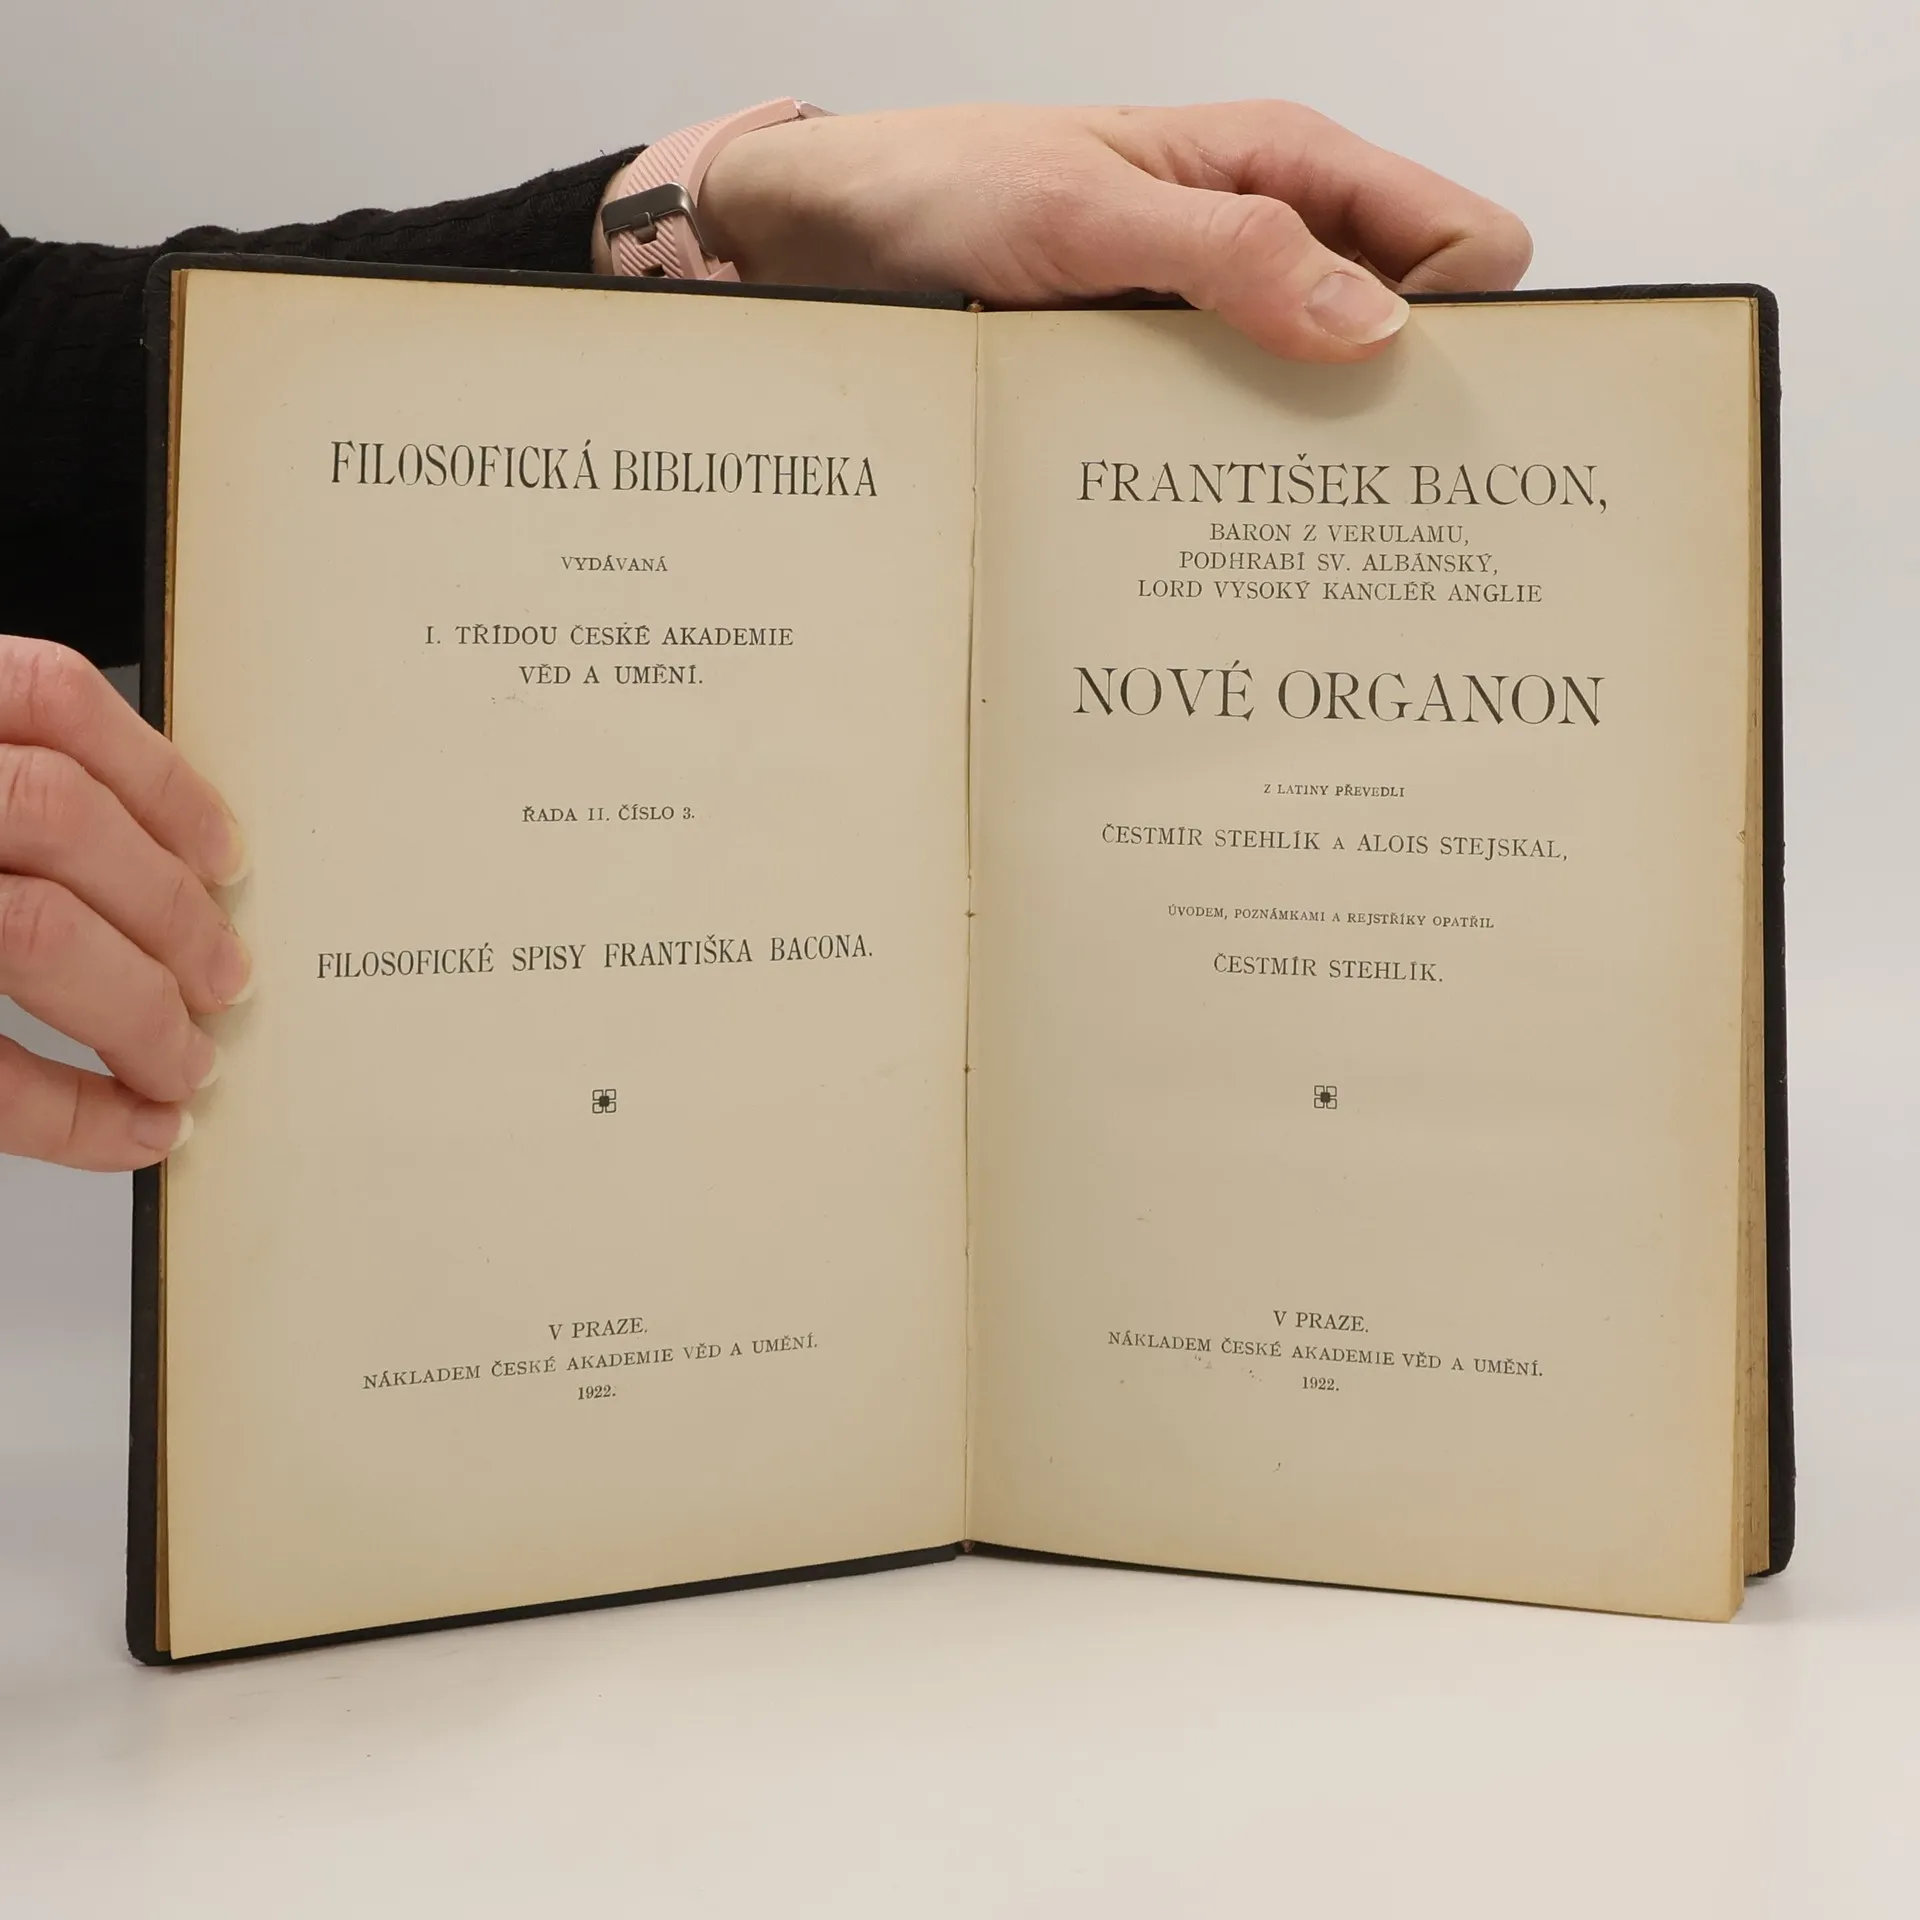 FILOSOFICKÁ BIBLIOTHEKA
VYDÁVANÁ
I. TŘÍDOU ČESKÉ AKADEMIE
VĚD A UMĚNÍ.
ŘADA II. ČÍSLO 3.
FILOSOFICKÉ SPISY FRANTIŠKA BACONA.
V PRAZE.
NÁKLADEM ČESKÉ AKADEMIE VĚD A UMĚNÍ.
1922.
FRANTIŠEK BACON,
BARON Z VERULAMU,
PODHRABÍ SV. ALBÁNSKÝ,
LORD VYSOKÝ KANCLÉŘ ANGLIE
NOVÉ ORGANON
Z LATINY PŘEVEDLI
ČESTMÍR STEHLÍK A ALOIS STEJSKAL,
ÚVODEM, POZNÁMKAMI A REJSTŘÍKY OPATŘIL
ČESTMÍR STEHLÍK.
V PRAZE.
NÁKLADEM ČESKÉ AKADEMIE VĚD A UMĚNÍ.
1922.